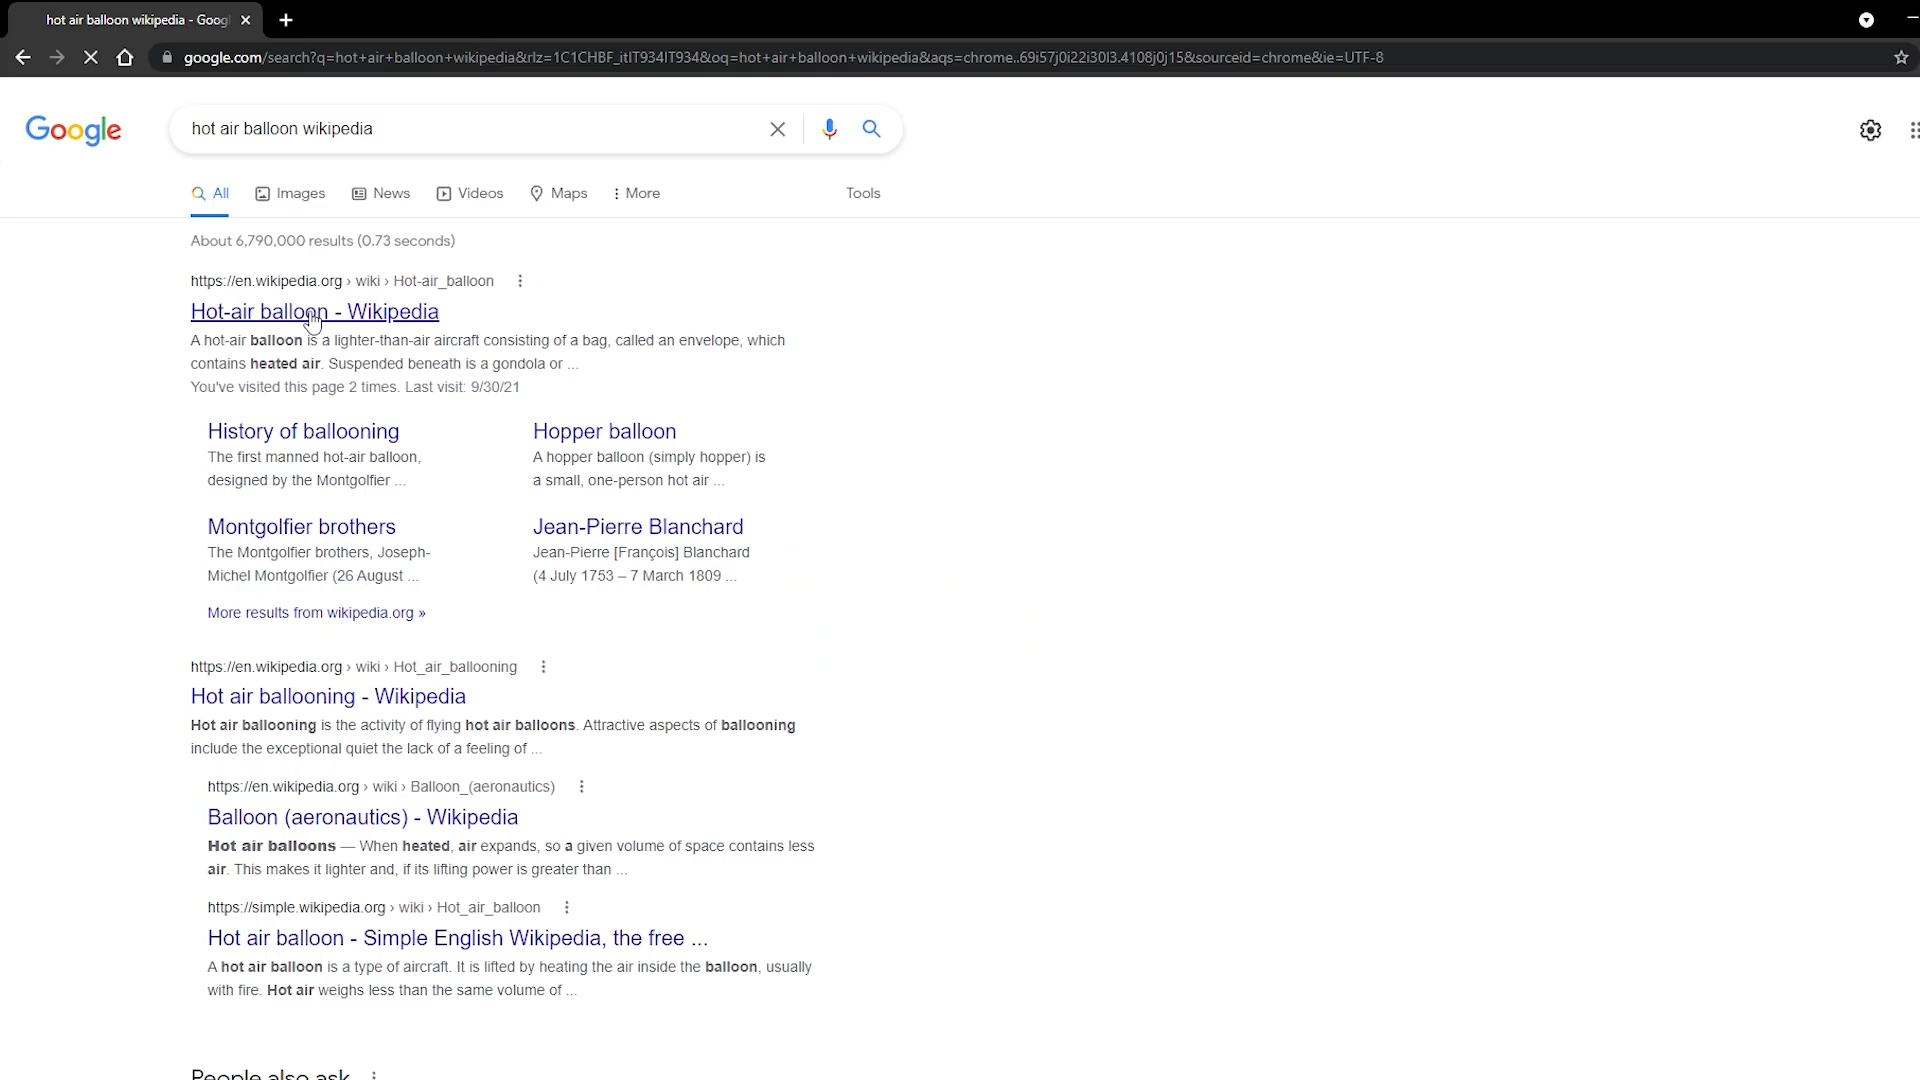 hot air balloon wikipedia - Goog
google.com/search?q=hot+air+balloon+wikipedia&rlz=1C1CHBF_itIT934IT934&oq=hot+air+balloon+wikipedia&aqs=chrome..69i57j0i22i30l3.4108j0j15&sourceid=chrome&ie=UTF-8
Google
hot air balloon wikipedia
All Images News Videos Maps More Tools
About 6,790,000 results (0.73 seconds)
https://en.wikipedia.org › wiki › Hot-air_balloon
Hot-air balloon - Wikipedia
A hot-air balloon is a lighter-than-air aircraft consisting of a bag, called an envelope, which
contains heated air. Suspended beneath is a gondola or ...
You've visited this page 2 times. Last visit: 9/30/21
History of ballooning
The first manned hot-air balloon,
designed by the Montgolfier ...
Hopper balloon
A hopper balloon (simply hopper) is
a small, one-person hot air ...
Montgolfier brothers
The Montgolfier brothers, Joseph-
Michel Montgolfier (26 August ...
Jean-Pierre Blanchard
Jean-Pierre [François] Blanchard
(4 July 1753 – 7 March 1809 ...
More results from wikipedia.org »
https://en.wikipedia.org › wiki › Hot_air_ballooning
Hot air ballooning - Wikipedia
Hot air ballooning is the activity of flying hot air balloons. Attractive aspects of ballooning
include the exceptional quiet the lack of a feeling of ...
https://en.wikipedia.org › wiki › Balloon_(aeronautics)
Balloon (aeronautics) - Wikipedia
Hot air balloons — When heated, air expands, so a given volume of space contains less
air. This makes it lighter and, if its lifting power is greater than ...
https://simple.wikipedia.org › wiki › Hot_air_balloon
Hot air balloon - Simple English Wikipedia, the free ...
A hot air balloon is a type of aircraft. It is lifted by heating the air inside the balloon, usually
with fire. Hot air weighs less than the same volume of ...
People also ask